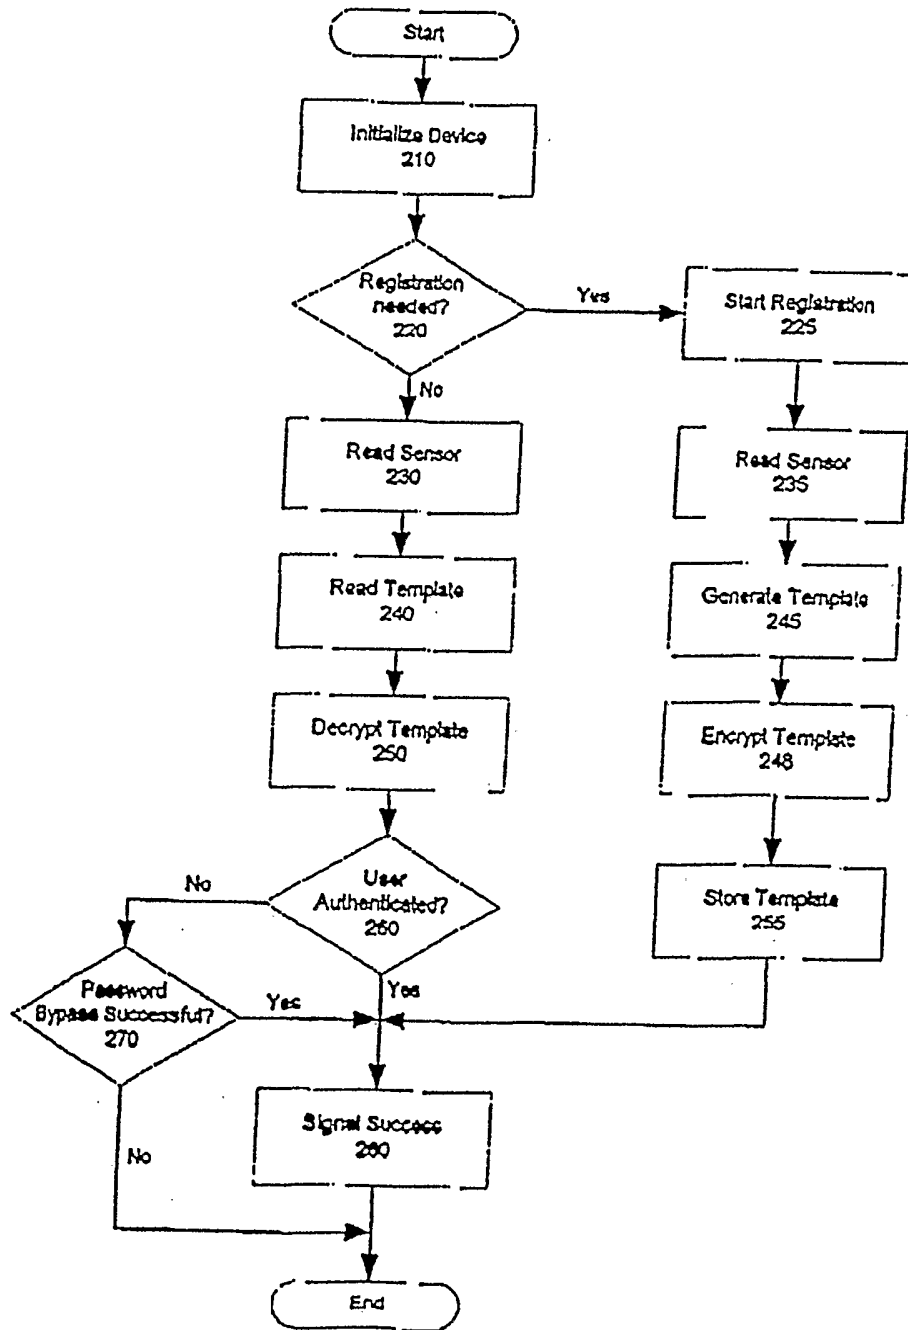 Start
Initialize Device
210
Registration
needed?
220
Yes
Start Registration
225
No
Read Sensor
230
Read Sensor
235
Read Template
240
Generate Template
245
Decrypt Template
250
Encrypt Template
248
User
Authenticated?
260
No
Store Template
255
Password
Bypass Successful?
270
Yes
Yes
Signal Success
280
No
End